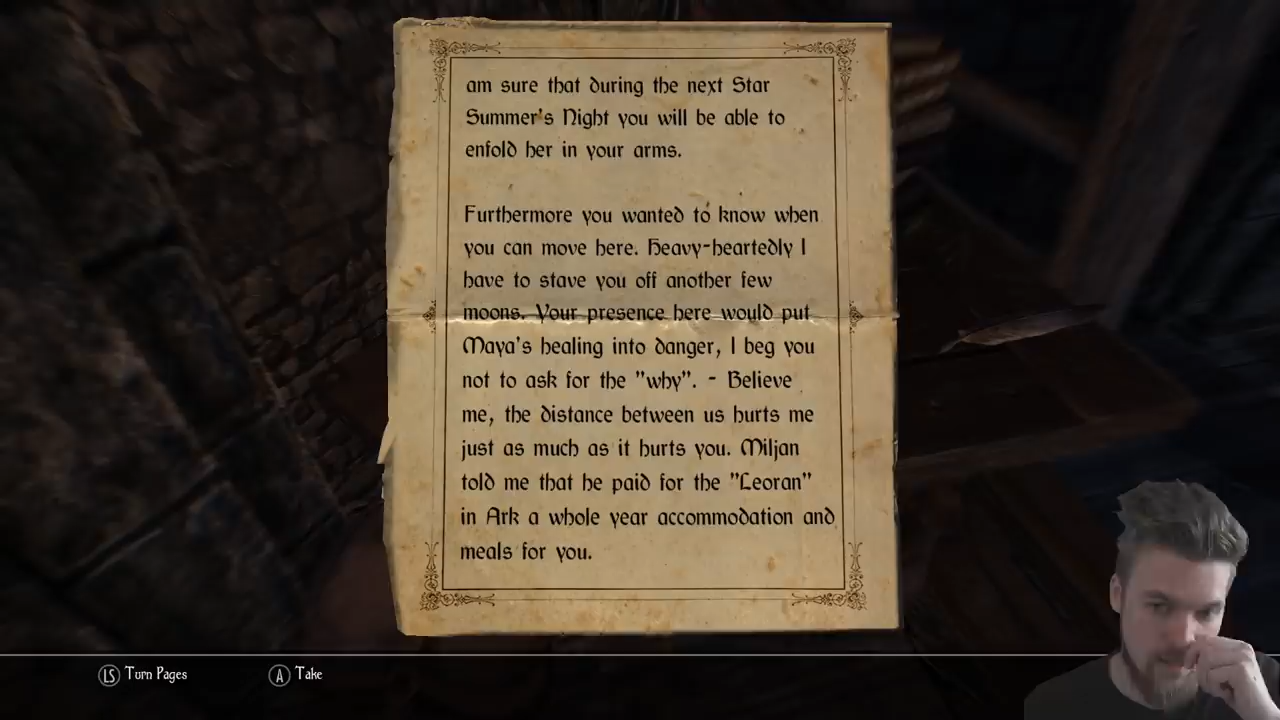 am sure that during the next Star
Summer's Night you will be able to
enfold her in your arms.
Furthermore you wanted to know when
you can move here. Heavy-heartedly I
have to stave you off another few
moons. Your presence here would put
Maya's healing into danger, I beg you
not to ask for the "why". - Believe
me, the distance between us hurts me
just as much as it hurts you. Miljan
told me that he paid for the "Leoran"
in Ark a whole year accommodation and
meals for you.
LS Turn Pages
A Take